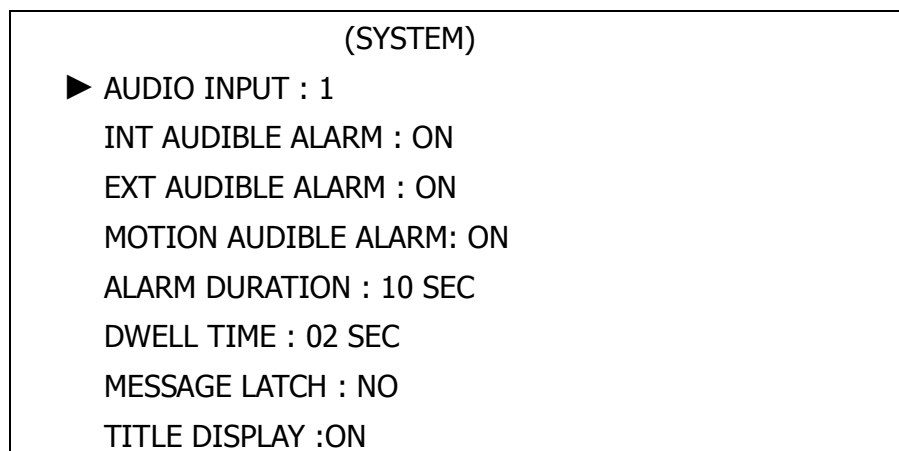 (SYSTEM)
► AUDIO INPUT : 1
INT AUDIBLE ALARM : ON
EXT AUDIBLE ALARM : ON
MOTION AUDIBLE ALARM: ON
ALARM DURATION : 10 SEC
DWELL TIME : 02 SEC
MESSAGE LATCH : NO
TITLE DISPLAY :ON